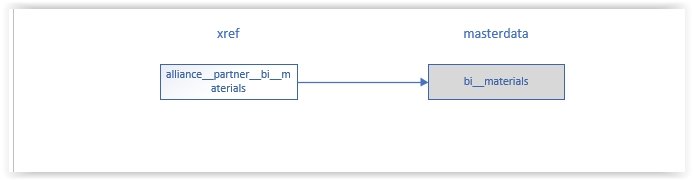 xref
masterdata
alliance__partner__bi__m
aterials
bi__materials